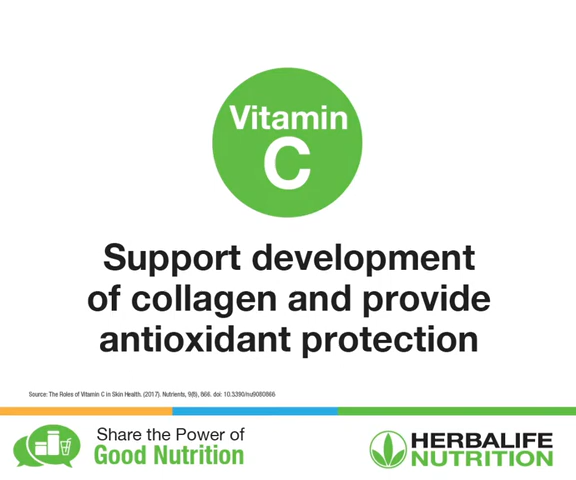 Vitamin
C
Support development
of collagen and provide
antioxidant protection
Source: The Roles of Vitamin C in Skin Health. (2017). Nutrients, 9(8), 866. doi: 10.3390/nu9080866
Share the Power of
Good Nutrition
HERBALIFE
NUTRITION